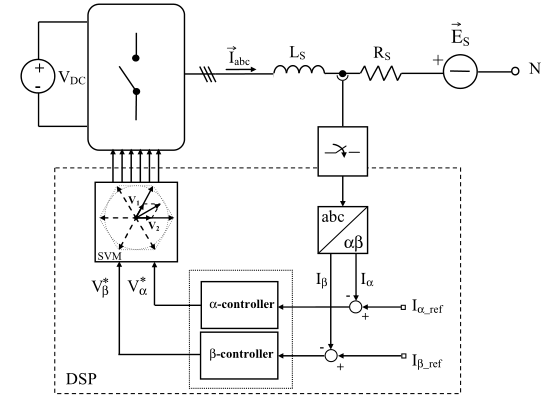 +
-
V_DC
I_abc
L_S
R_S
+
E_S
N
V_1
V_2
SVM
abc
αβ
V_β^*
V_α^*
I_β
I_α
α-controller
-
+
I_α_ref
β-controller
-
+
I_β_ref
DSP